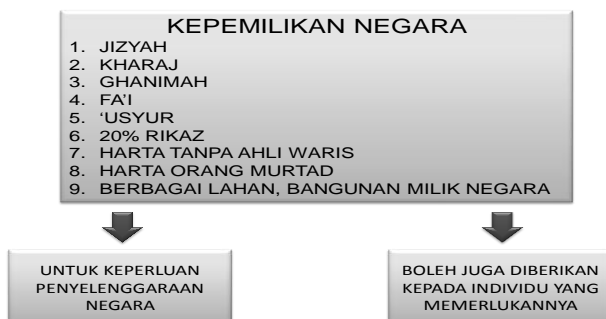 KEPEMILIKAN NEGARA
1. JIZYAH
2. KHARAJ
3. GHANIMAH
4. FA'I
5. 'USYUR
6. 20% RIKAZ
7. HARTA TANPA AHLI WARIS
8. HARTA ORANG MURTAD
9. BERBAGAI LAHAN, BANGUNAN MILIK NEGARA
UNTUK KEPERLUAN
PENYELENGGARAAN
NEGARA
BOLEH JUGA DIBERIKAN
KEPADA INDIVIDU YANG
MEMERLUKANNYA